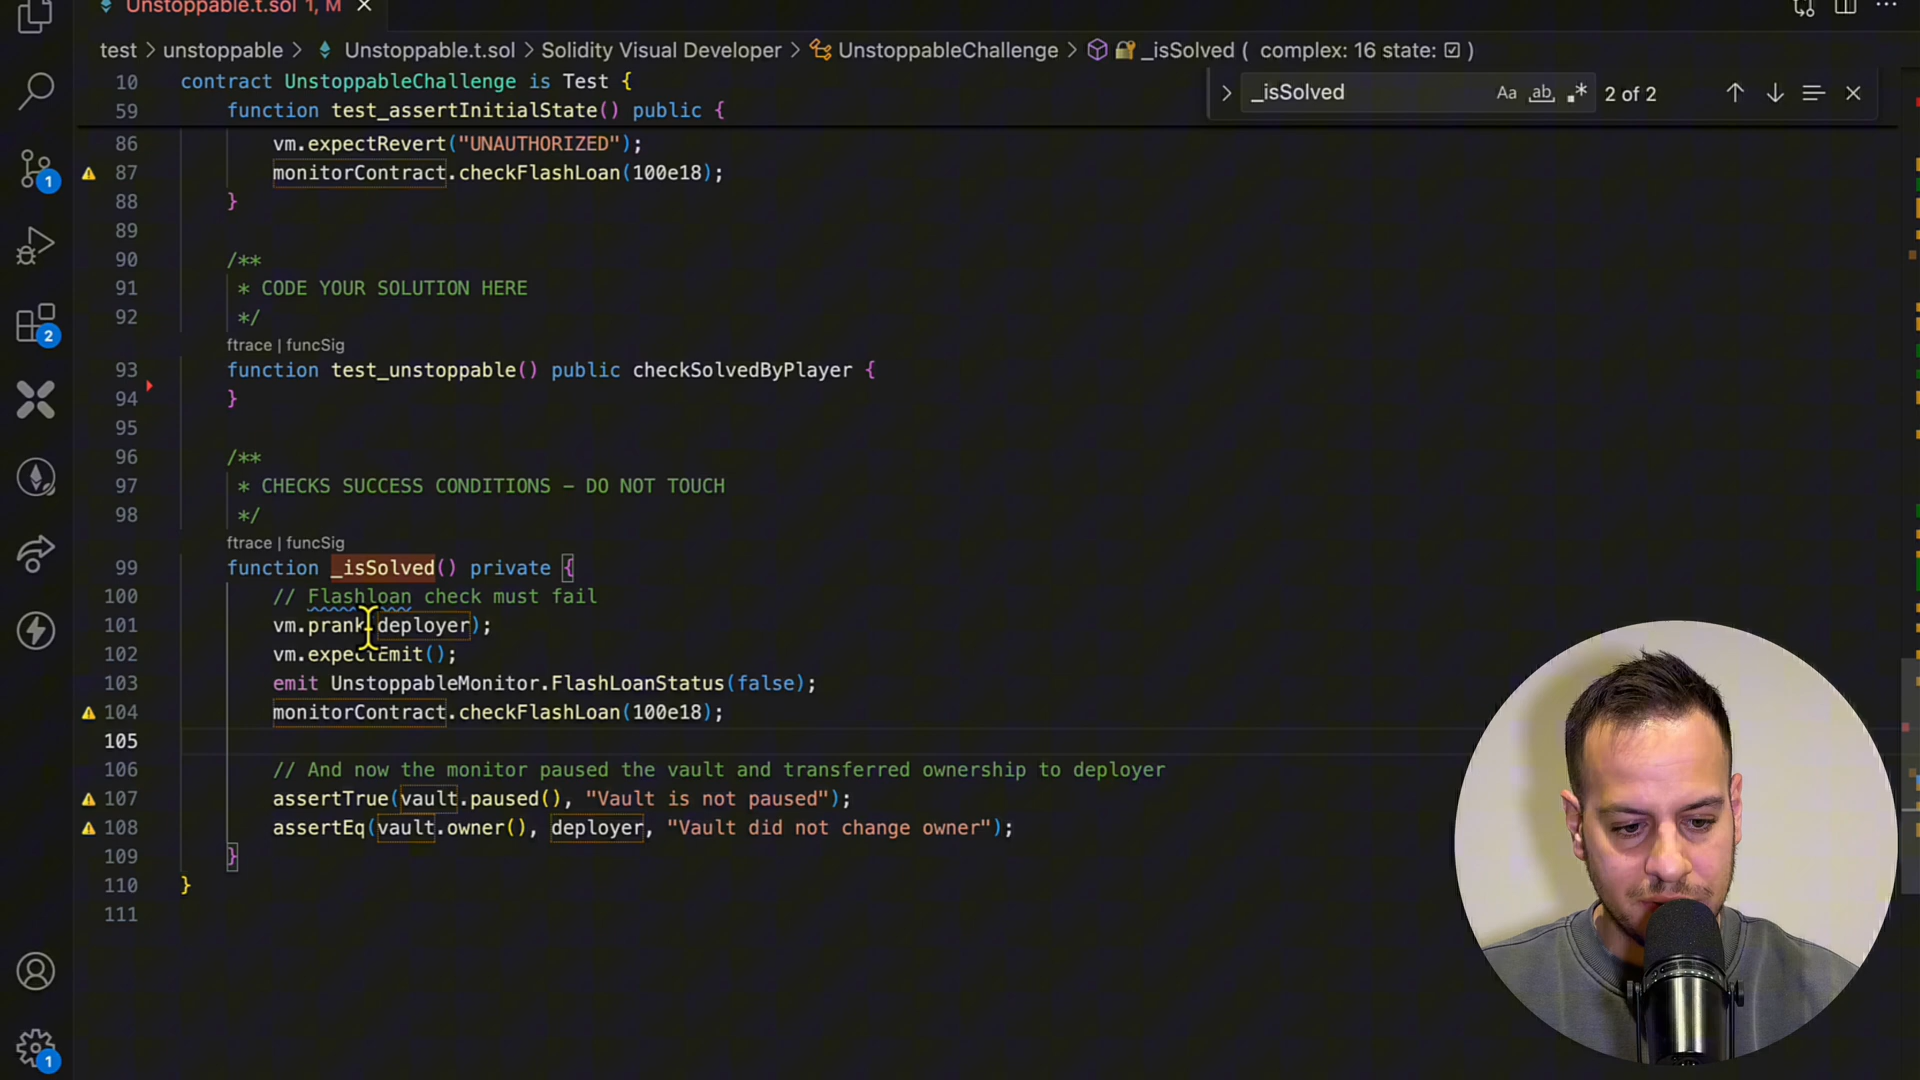 Unstoppable.t.sol 1, M
test > unstoppable > Unstoppable.t.sol > Solidity Visual Developer > UnstoppableChallenge > _isSolved ( complex: 16 state: ☑ )
_isSolved Aa ab .* 2 of 2
10 contract UnstoppableChallenge is Test {
59 function test_assertInitialState() public {
86 vm.expectRevert("UNAUTHORIZED");
87 monitorContract.checkFlashLoan(100e18);
88 }
89
90 /**
91 * CODE YOUR SOLUTION HERE
92 */
ftrace | funcSig
93 function test_unstoppable() public checkSolvedByPlayer {
94 }
95
96 /**
97 * CHECKS SUCCESS CONDITIONS - DO NOT TOUCH
98 */
ftrace | funcSig
99 function _isSolved() private {
100 // Flashloan check must fail
101 vm.prank(deployer);
102 vm.expectEmit();
103 emit UnstoppableMonitor.FlashLoanStatus(false);
104 monitorContract.checkFlashLoan(100e18);
105
106 // And now the monitor paused the vault and transferred ownership to deployer
107 assertTrue(vault.paused(), "Vault is not paused");
108 assertEq(vault.owner(), deployer, "Vault did not change owner");
109 }
110 }
111
1
2
1